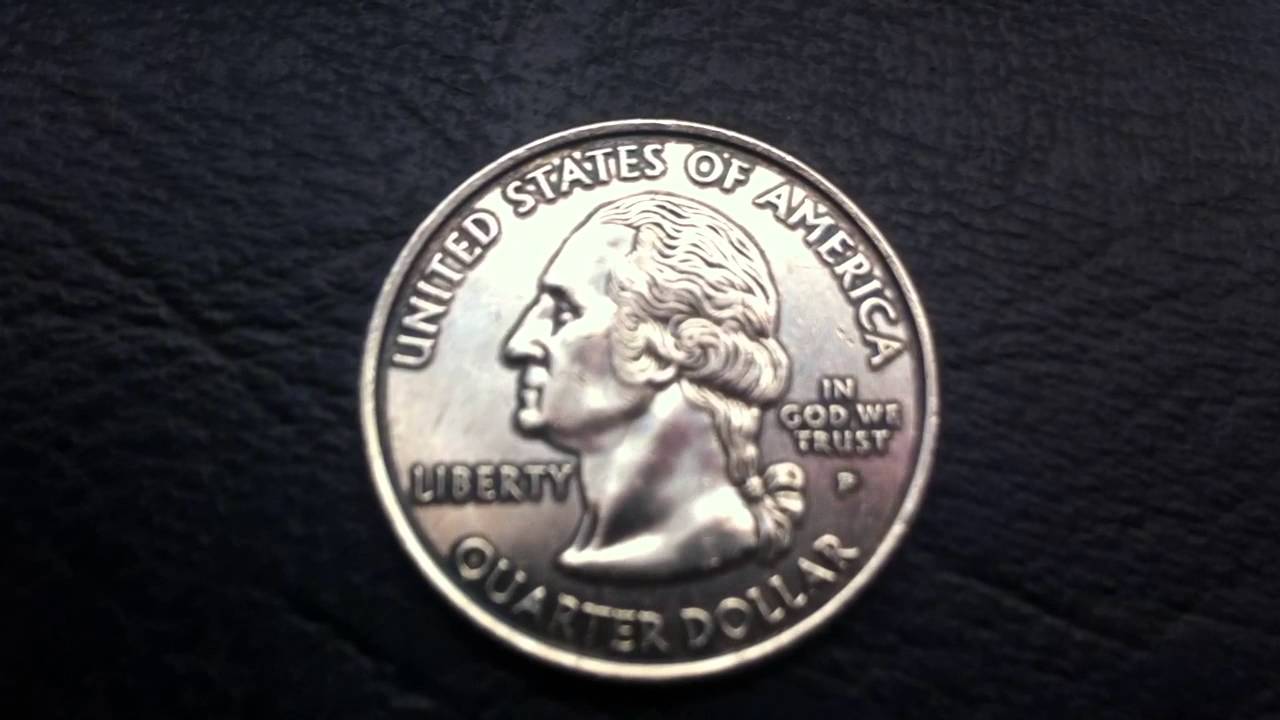 UNITED STATES OF AMERICA
IN
GOD WE
TRUST
LIBERTY
P
QUARTER DOLLAR